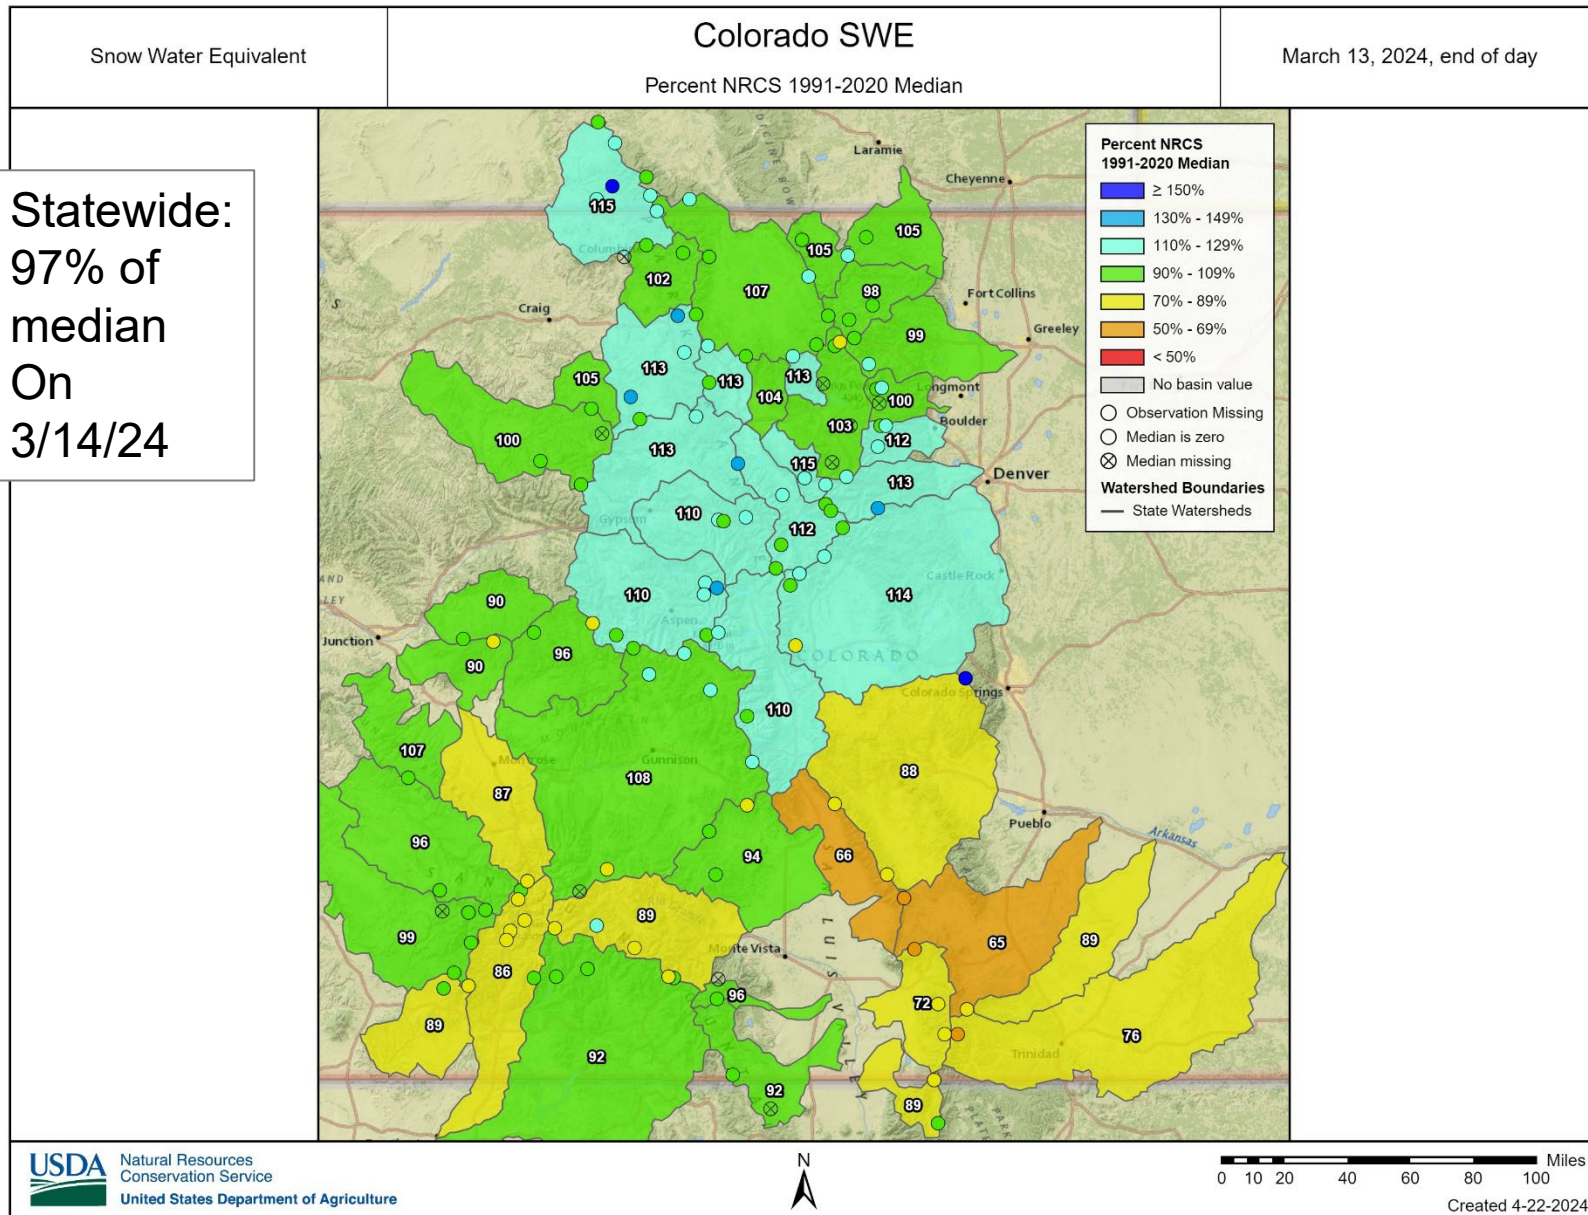 Snow Water Equivalent
Colorado SWE
Percent NRCS 1991-2020 Median
March 13, 2024, end of day
Statewide:
97% of
median
On
3/14/24
Percent NRCS
1991-2020 Median
≥ 150%
130% - 149%
110% - 129%
90% - 109%
70% - 89%
50% - 69%
< 50%
No basin value
Observation Missing
Median is zero
Median missing
Watershed Boundaries
State Watersheds
Laramie
Cheyenne
115
105
105
102
107
98
Fort Collins
Craig
99
Greeley
113
113
113
105
104
100
Longmont
Boulder
100
103
112
113
115
113
Denver
Gypsum
110
112
Castle Rock
110
114
Aspen
90
Junction
96
90
COLORADO
Colorado Springs
110
107
Montrose
Gunnison
108
88
87
Pueblo
Arkansas
96
94
66
89
99
Monte Vista
65
89
86
SAN LUIS VALLEY
96
72
89
76
Trinidad
92
92
89
USDA
Natural Resources
Conservation Service
United States Department of Agriculture
N
Miles
0 10 20 40 60 80 100
Created 4-22-2024